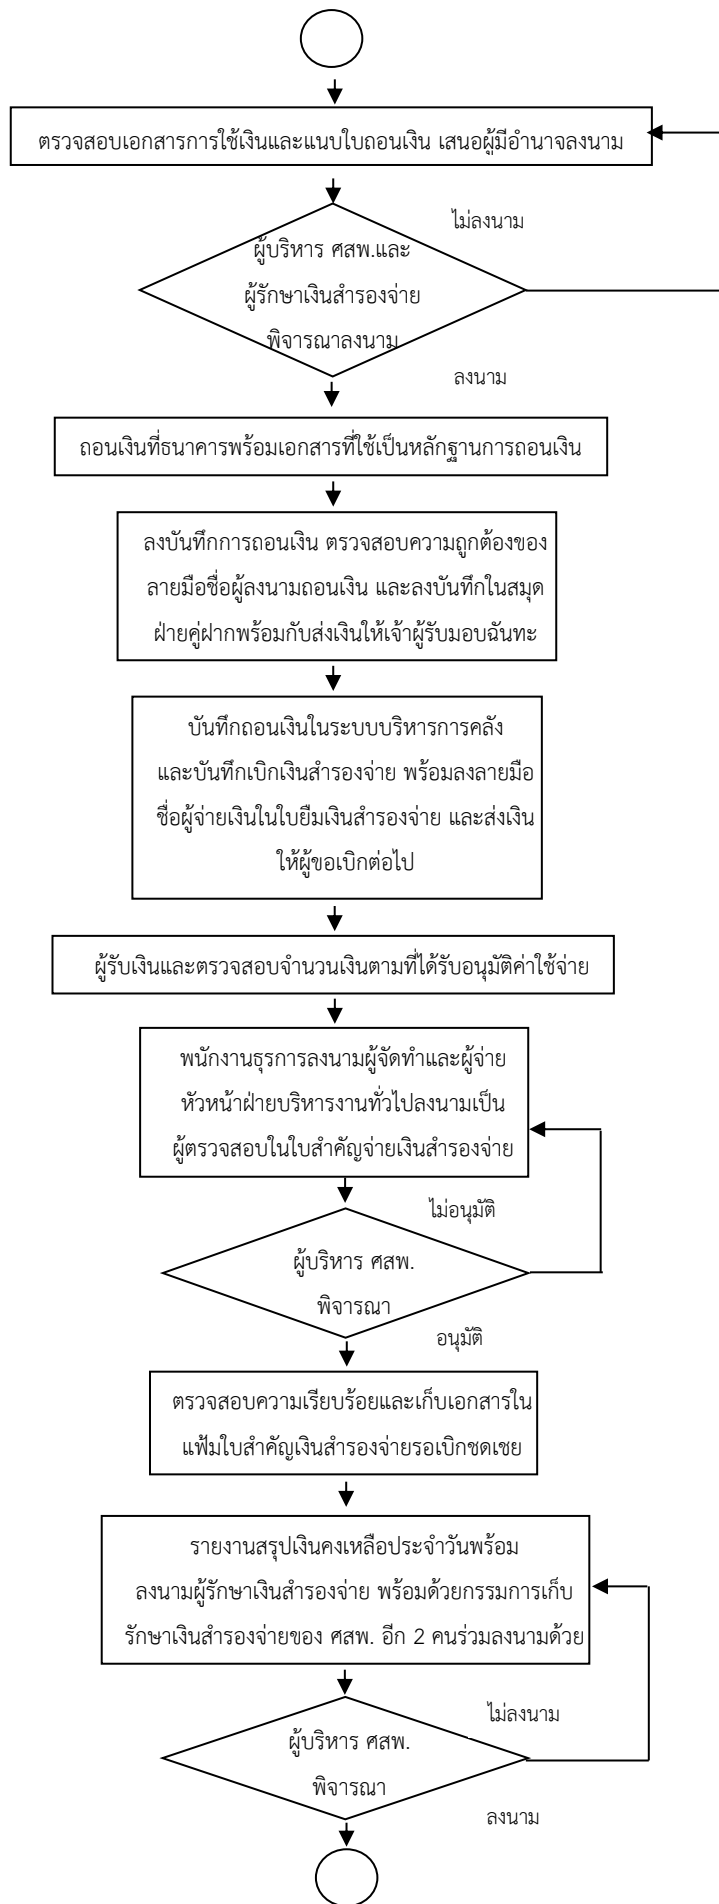 ตรวจสอบเอกสารการใช้เงินและแนบใบถอนเงิน เสนอผู้มีอำนาจลงนาม
ไม่ลงนาม
ผู้บริหาร ศสพ.และ
ผู้รักษาเงินสำรองจ่าย
พิจารณาลงนาม
ลงนาม
ถอนเงินที่ธนาคารพร้อมเอกสารที่ใช้เป็นหลักฐานการถอนเงิน
ลงบันทึกการถอนเงิน ตรวจสอบความถูกต้องของ
ลายมือชื่อผู้ลงนามถอนเงิน และลงบันทึกในสมุด
ฝ่ายคู่ฝากพร้อมกับส่งเงินให้เจ้าผู้รับมอบฉันทะ
บันทึกถอนเงินในระบบบริหารการคลัง
และบันทึกเบิกเงินสำรองจ่าย พร้อมลงลายมือ
ชื่อผู้จ่ายเงินในใบยืมเงินสำรองจ่าย และส่งเงิน
ให้ผู้ขอเบิกต่อไป
ผู้รับเงินและตรวจสอบจำนวนเงินตามที่ได้รับอนุมัติค่าใช้จ่าย
พนักงานธุรการลงนามผู้จัดทำและผู้จ่าย
หัวหน้าฝ่ายบริหารงานทั่วไปลงนามเป็น
ผู้ตรวจสอบในใบสำคัญจ่ายเงินสำรองจ่าย
ไม่อนุมัติ
ผู้บริหาร ศสพ.
พิจารณา
อนุมัติ
ตรวจสอบความเรียบร้อยและเก็บเอกสารใน
แฟ้มใบสำคัญเงินสำรองจ่ายรอเบิกชดเชย
รายงานสรุปเงินคงเหลือประจำวันพร้อม
ลงนามผู้รักษาเงินสำรองจ่าย พร้อมด้วยกรรมการเก็บ
รักษาเงินสำรองจ่ายของ ศสพ. อีก 2 คนร่วมลงนามด้วย
ไม่ลงนาม
ผู้บริหาร ศสพ.
พิจารณา
ลงนาม